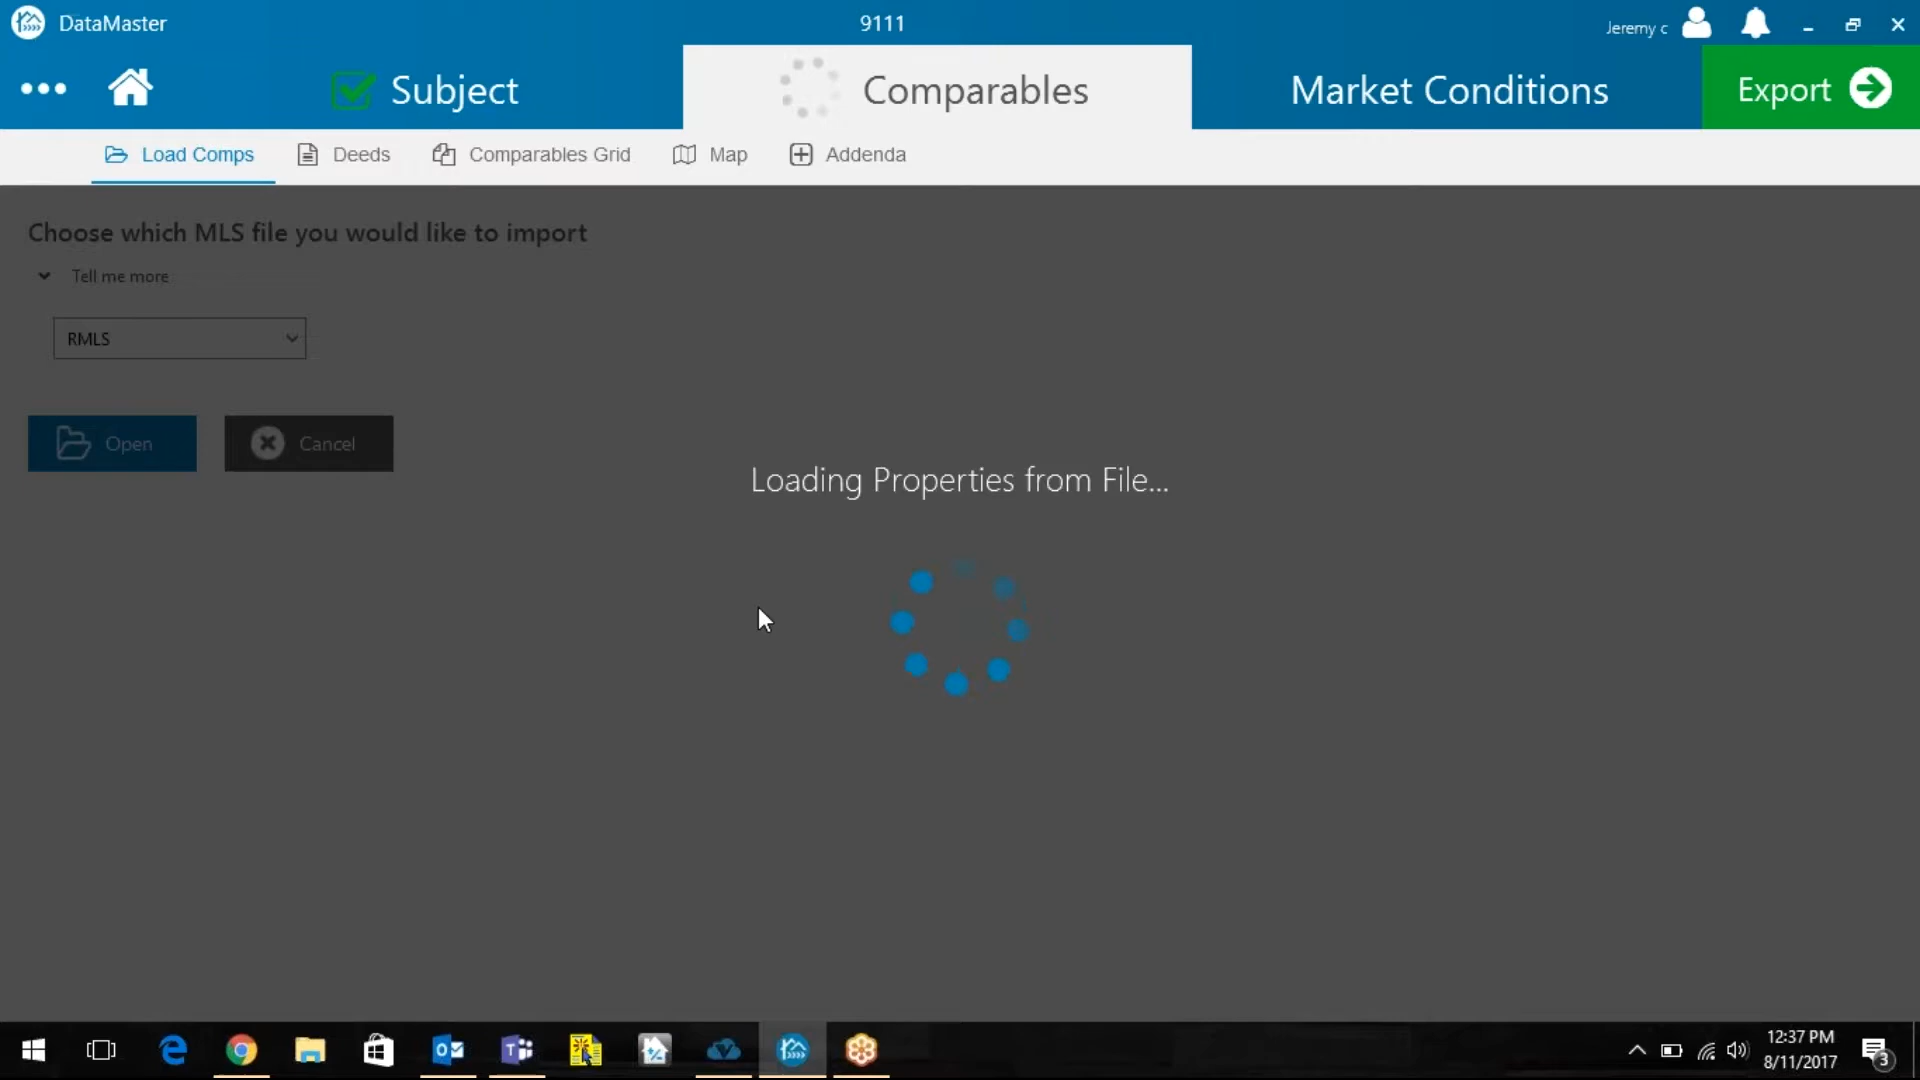 DataMaster
9111
Jeremy c
Subject
Comparables
Market Conditions
Export
Load Comps
Deeds
Comparables Grid
Map
Addenda
Choose which MLS file you would like to import
Tell me more
RMLS
Open
Cancel
Loading Properties from File...
12:37 PM
8/11/2017
3